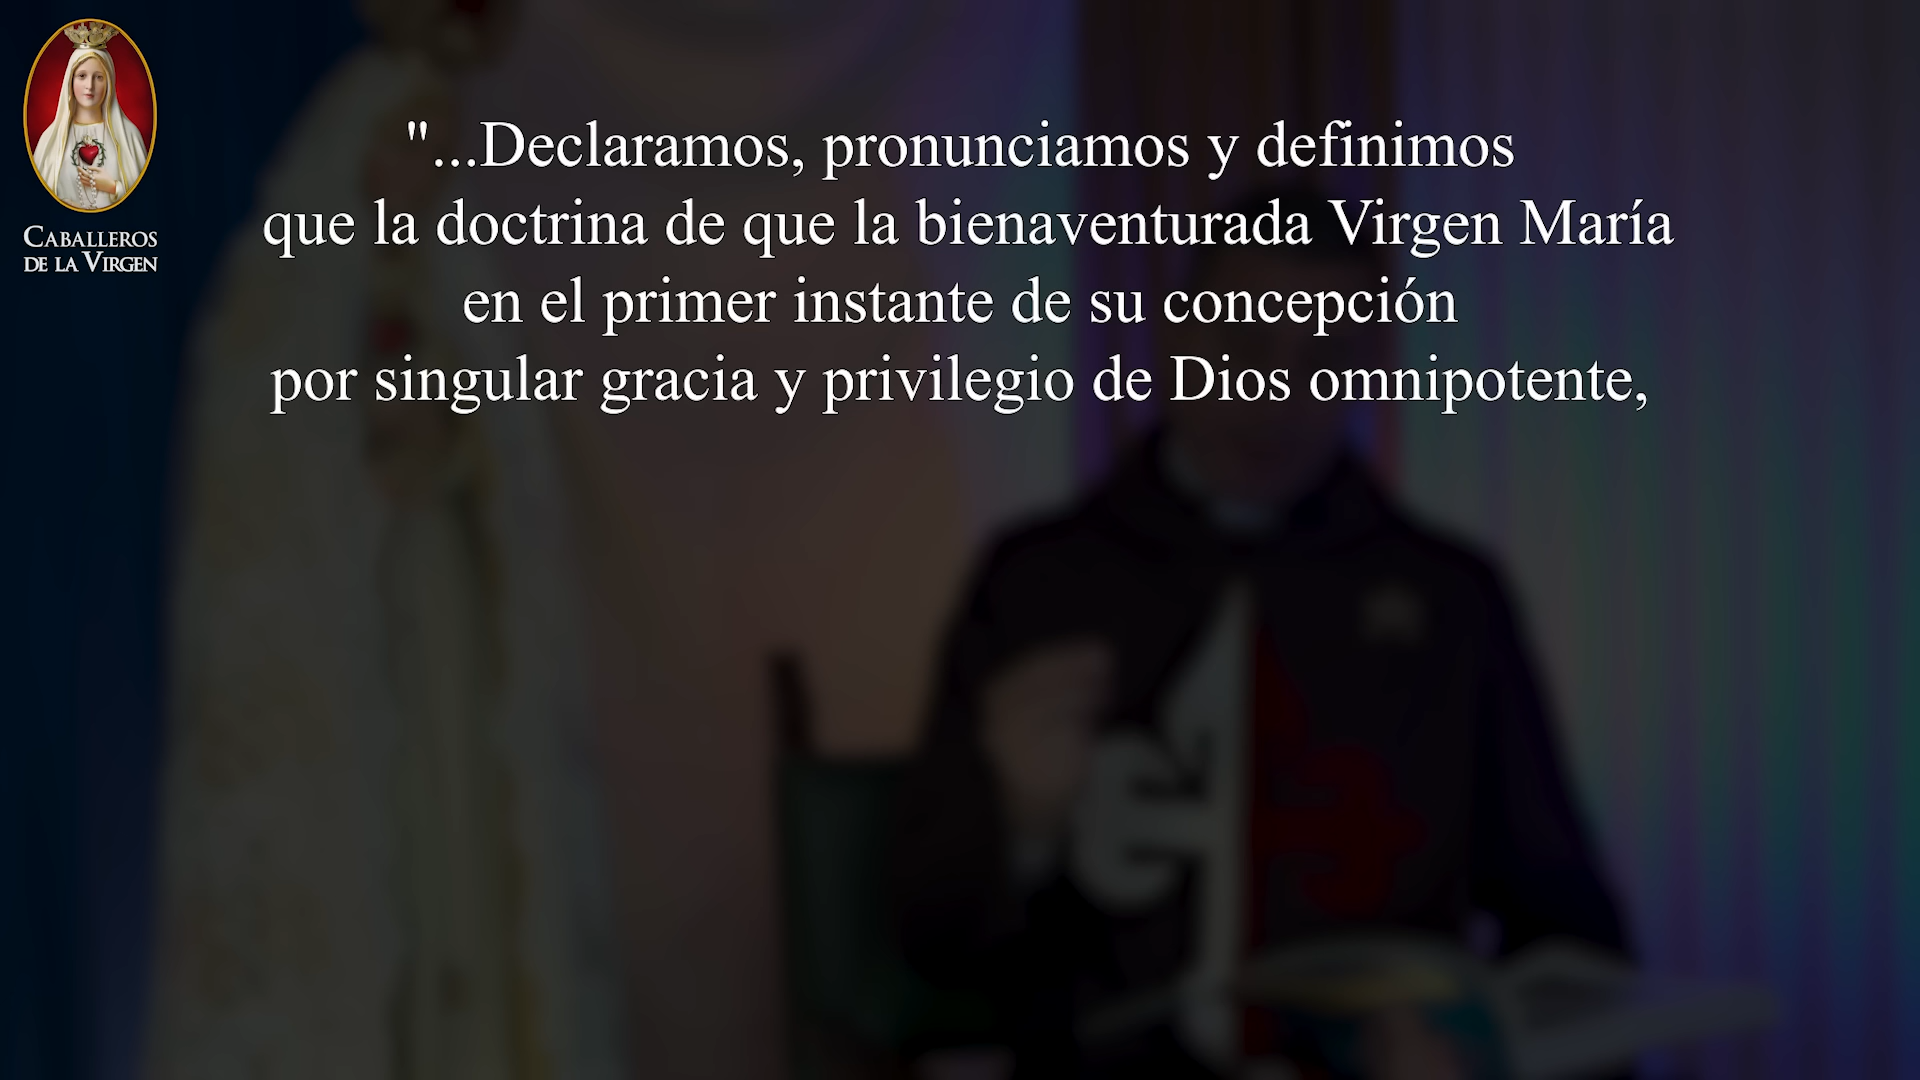 CABALLEROS
DE LA VIRGEN
"...Declaramos, pronunciamos y definimos
que la doctrina de que la bienaventurada Virgen María
en el primer instante de su concepción
por singular gracia y privilegio de Dios omnipotente,